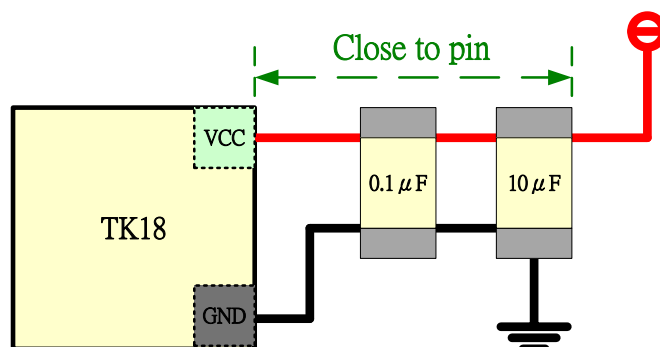 Close to pin
VCC
0.1μF
10μF
TK18
GND